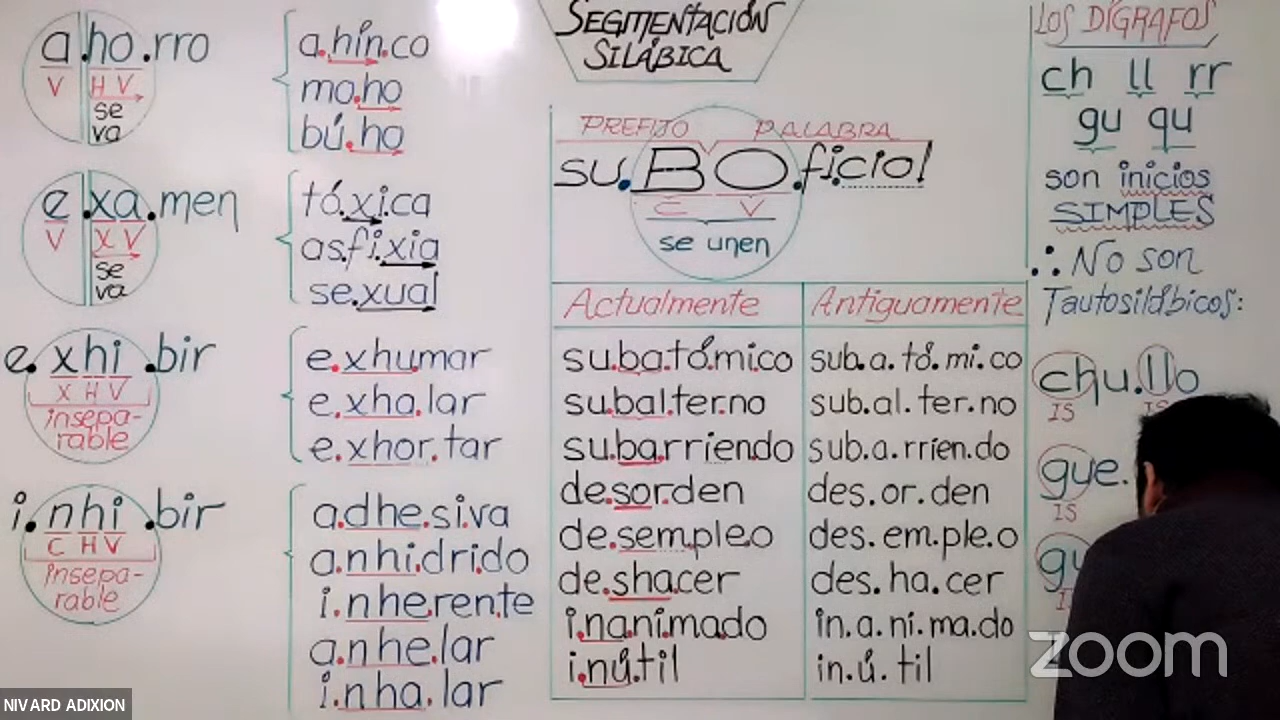 a.ho.rro
V H V
se
va
a.hín.co
mo.ho
bú.ho
e.xa.men
V X V
se
va
tó.xi.ca
as.fi.xia
se.xual
e.xhi.bir
X H V
insepa-
rable
e.xhumar
e.xha.lar
e.xhor.tar
i.nhi.bir
C H V
insepa-
rable
a.dhe.si.va
a.nhi.dri.do
i.nhe.ren.te
a.nhe.lar
i.nha.lar
SEGMENTACIÓN
SILÁBICA
PREFIJO PALABRA
su.BO.fi.cial
C V
se unen
Actualmente Antiguamente
su.ba.tó.mi.co sub.a.tó.mi.co
su.bal.ter.no sub.al.ter.no
su.ba.rrien.do sub.a.rrien.do
de.sor.den des.or.den
de.sem.ple.o des.em.ple.o
de.sha.cer des.ha.cer
i.na.ni.ma.do in.a.ni.ma.do
i.nú.til in.ú.til
LOS DÍGRAFOS
ch ll rr
gu qu
son inicios
SIMPLES
∴ No son
Tautosilábicos:
chu.llo
IS IS
gue.
IS
gu
zoom
NIVARD ADIXION